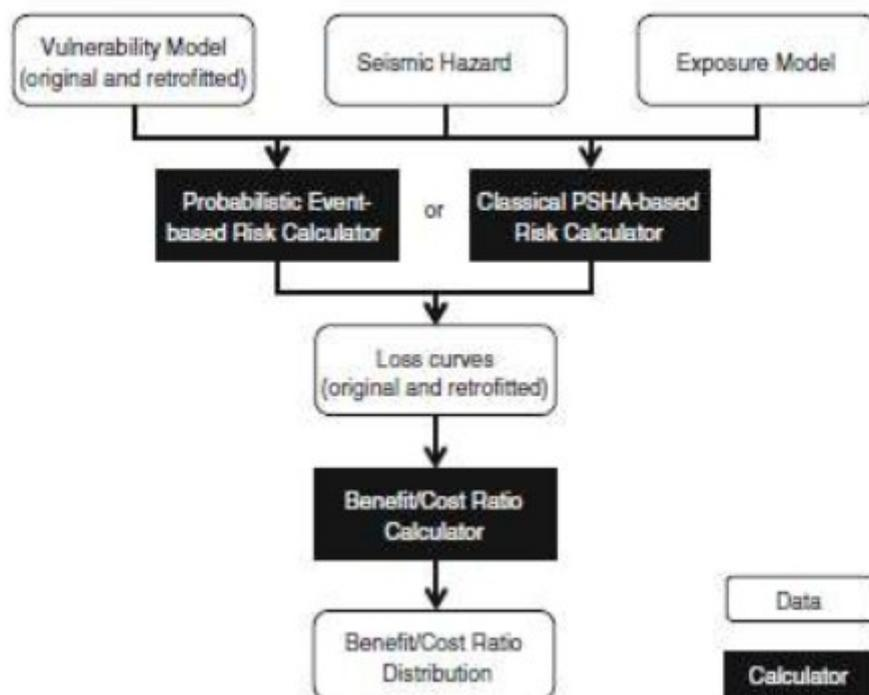 Vulnerability Model
(original and retrofitted)
Seismic Hazard
Exposure Model
Probabilistic Event-
based Risk Calculator
or
Classical PSHA-based
Risk Calculator
Loss curves
(original and retrofitted)
Benefit/Cost Ratio
Calculator
Benefit/Cost Ratio
Distribution
Data
Calculator